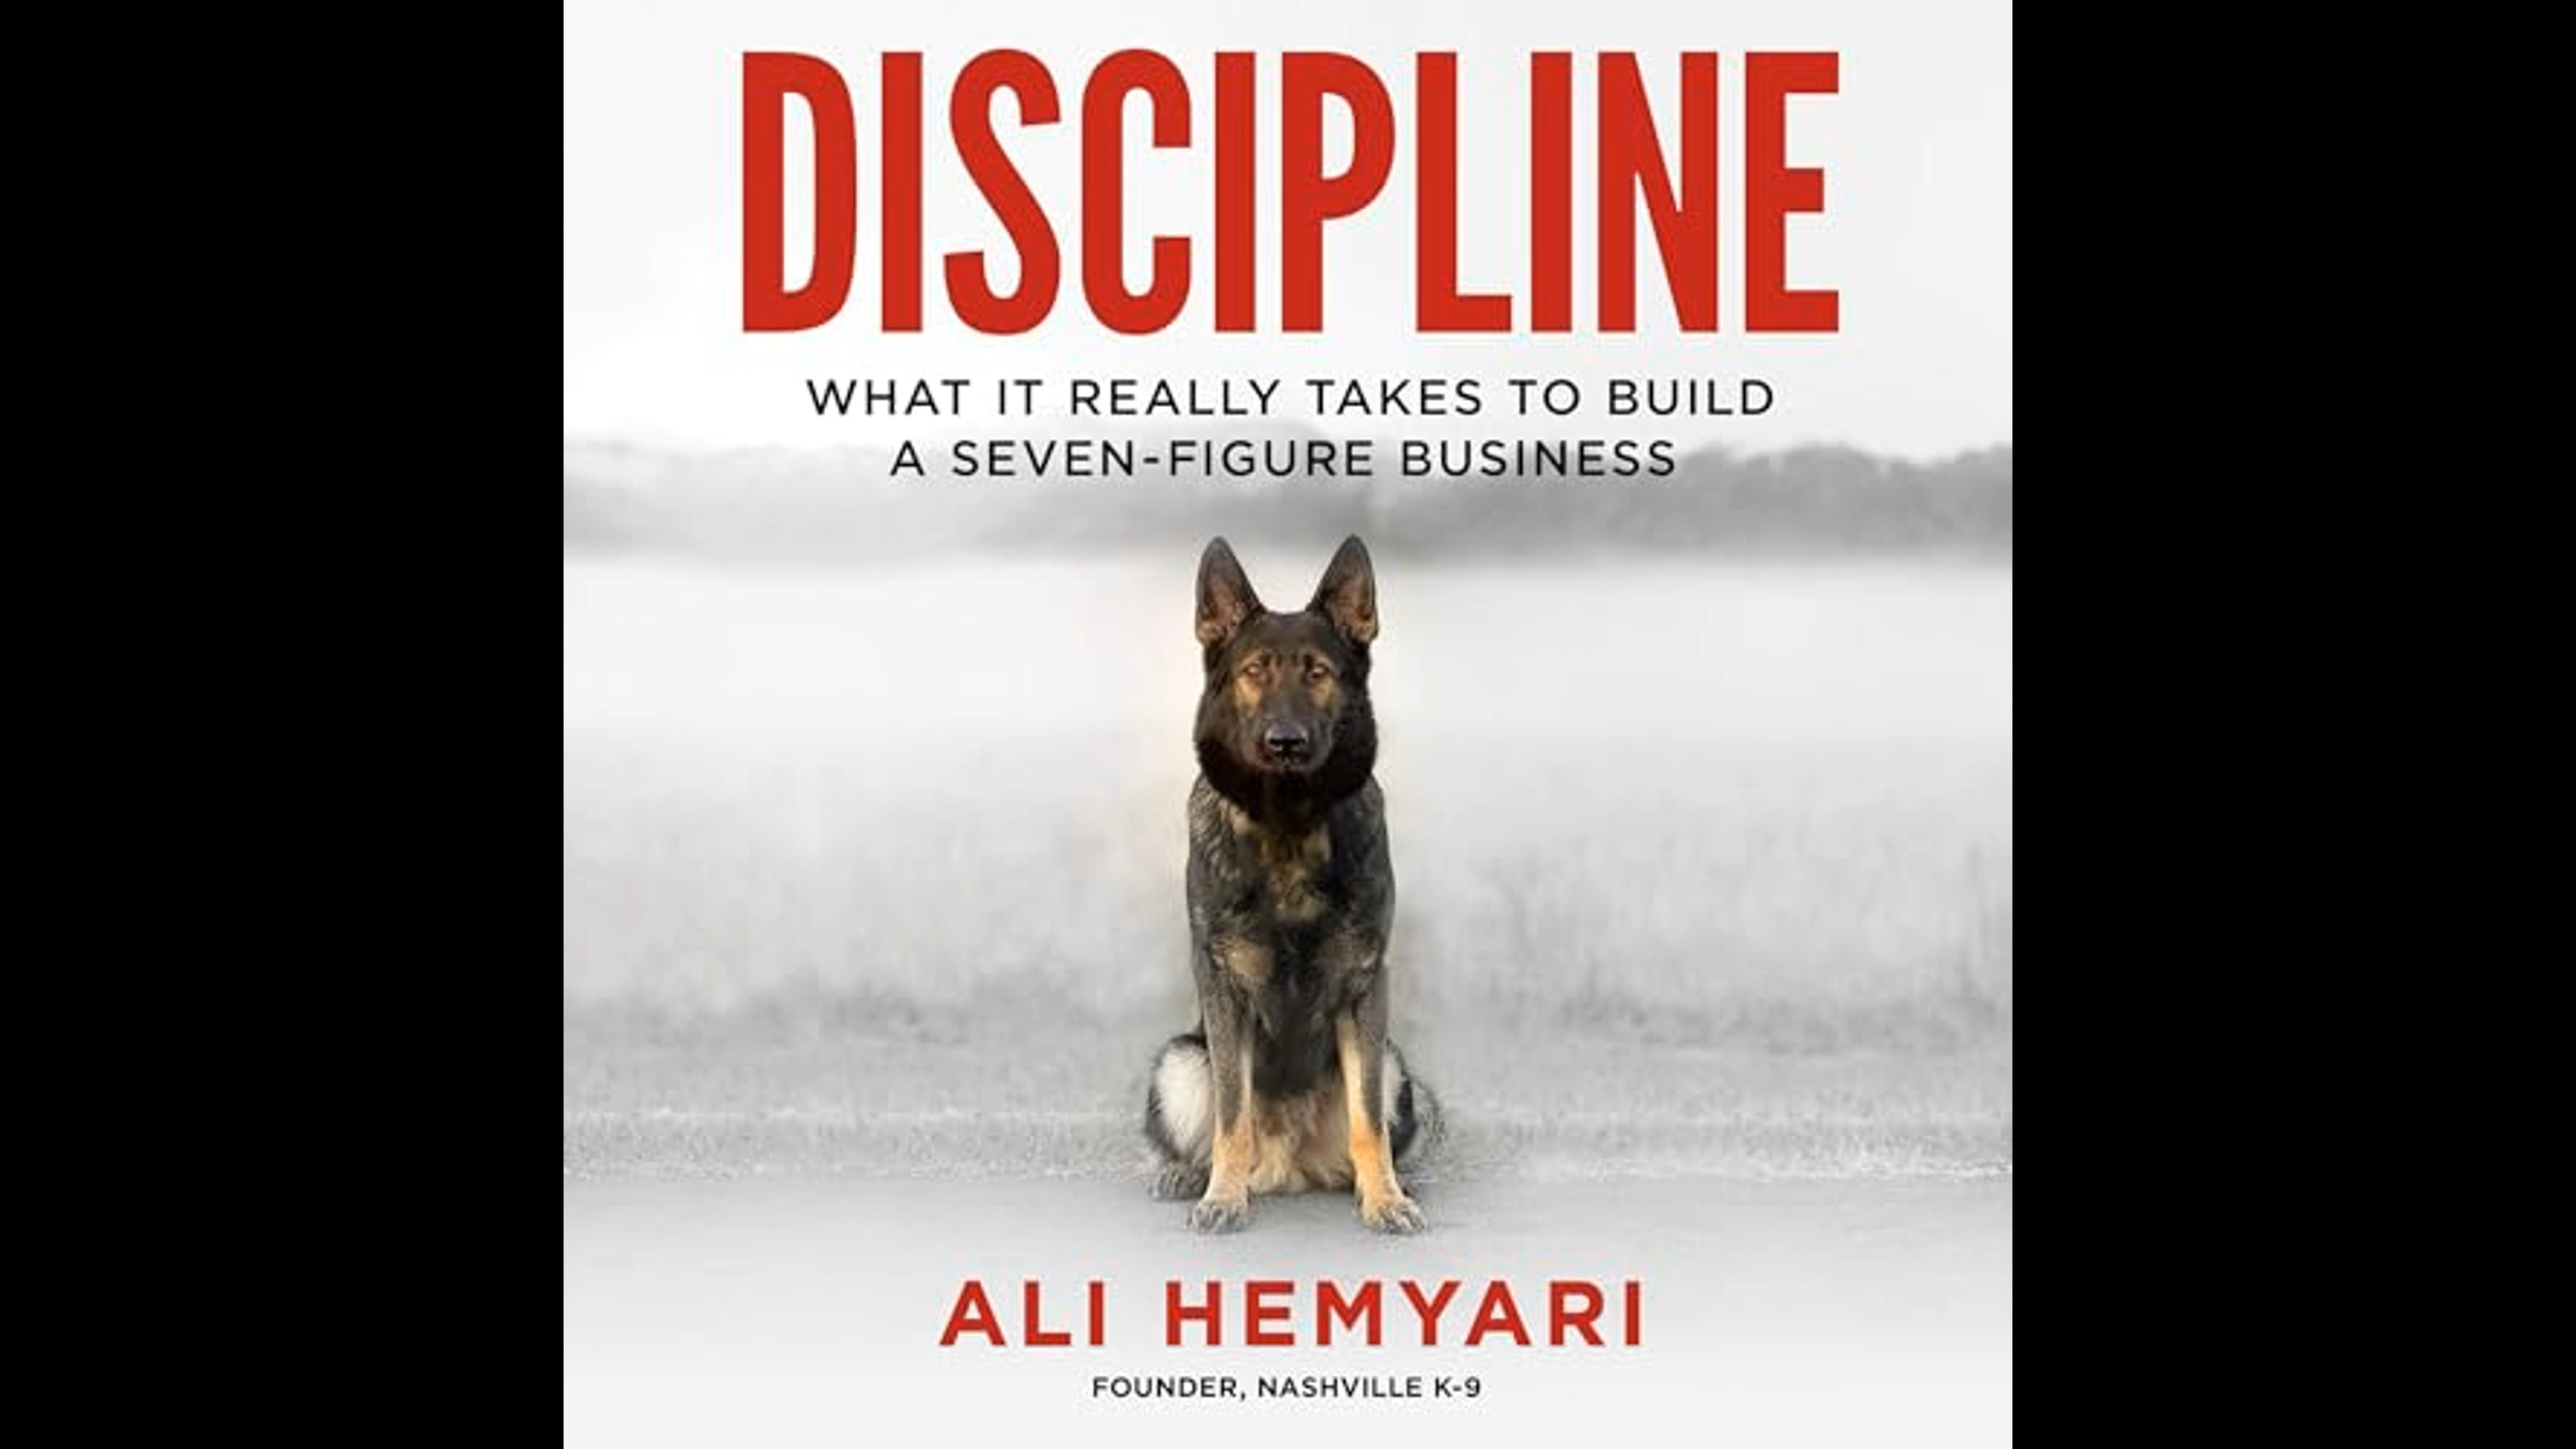 DISCIPLINE
WHAT IT REALLY TAKES TO BUILD
A SEVEN-FIGURE BUSINESS
ALI HEMYARI
FOUNDER, NASHVILLE K-9